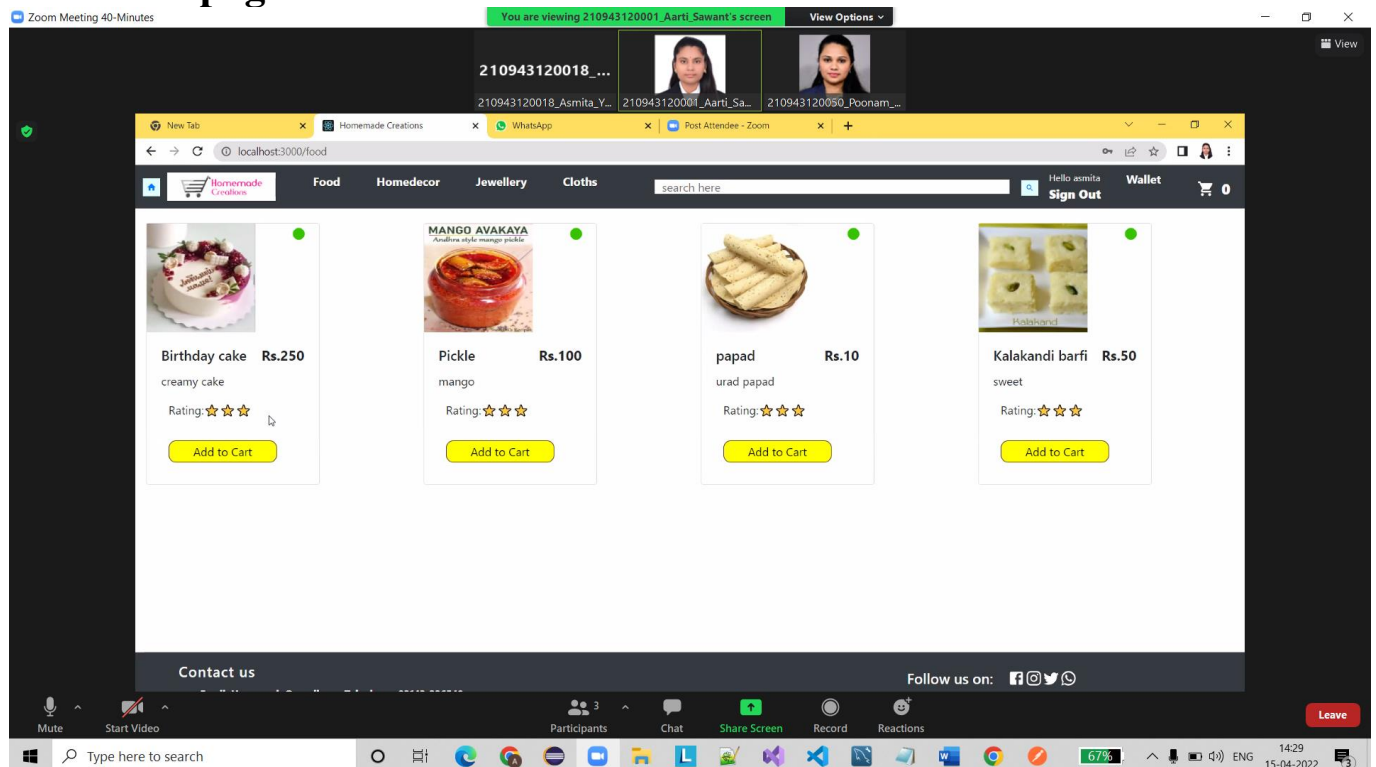 Zoom Meeting 40-Minutes
You are viewing 210943120001_Aarti_Sawant's screen
View Options
View
210943120018_...
210943120018_Asmita_Y...
210943120001_Aarti_Sa...
210943120050_Poonam_...
New Tab
Homemade Creations
WhatsApp
Post Attendee - Zoom
localhost:3000/food
Homemade
Creations
Food
Homedecor
Jewellery
Cloths
search here
Hello asmita
Sign Out
Wallet
0
MANGO AVAKAYA
Andhra style mango pickle
Kalakand
Birthday cake Rs.250
creamy cake
Rating:
Add to Cart
Pickle Rs.100
mango
Rating:
Add to Cart
papad Rs.10
urad papad
Rating:
Add to Cart
Kalakandi barfi Rs.50
sweet
Rating:
Add to Cart
Contact us
Follow us on:
Mute
Start Video
3
Participants
Chat
Share Screen
Record
Reactions
Leave
Type here to search
67%
ENG
14:29
15-04-2022